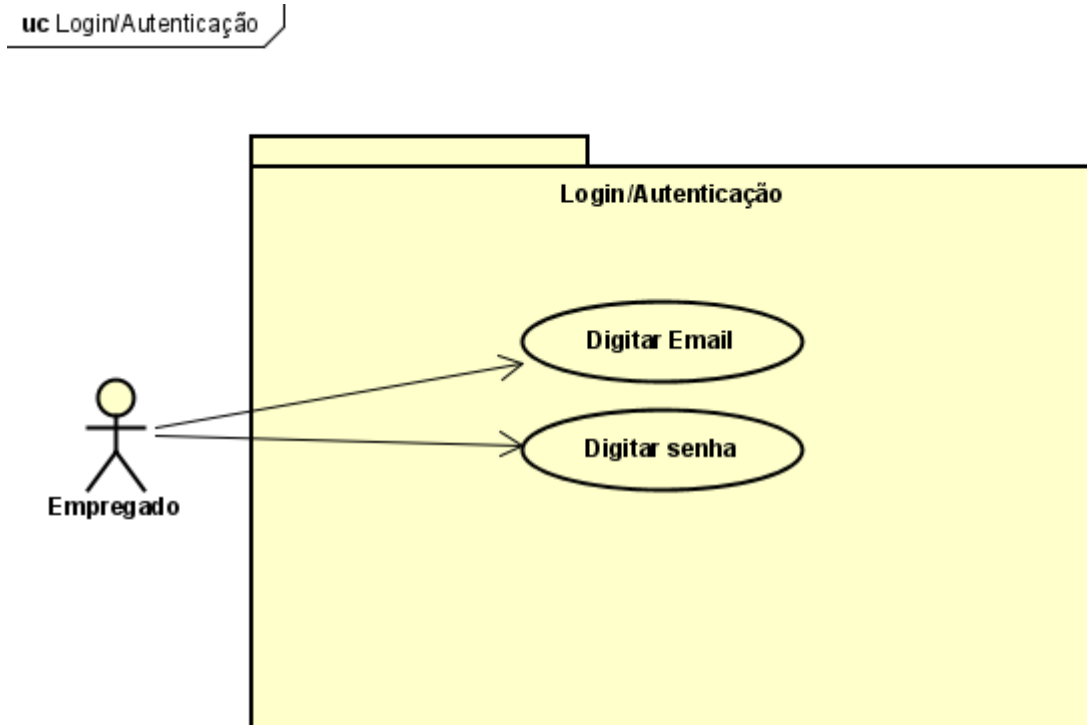 uc Login/Autenticação
Login/Autenticação
Digitar Email
Digitar senha
Empregado